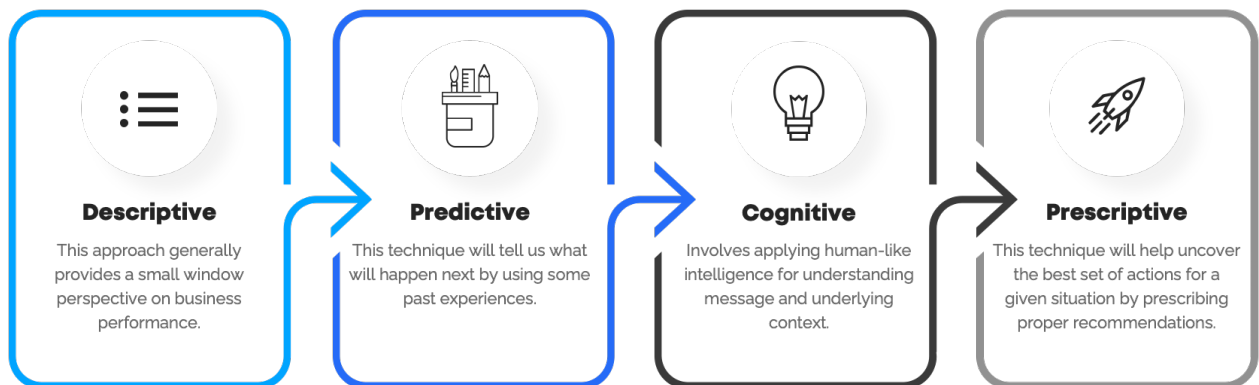 Descriptive
This approach generally
provides a small window
perspective on business
performance.
Predictive
This technique will tell us what
will happen next by using some
past experiences.
Cognitive
Involves applying human-like
intelligence for understanding
message and underlying
context.
Prescriptive
This technique will help uncover
the best set of actions for a
given situation by prescribing
proper recommendations.